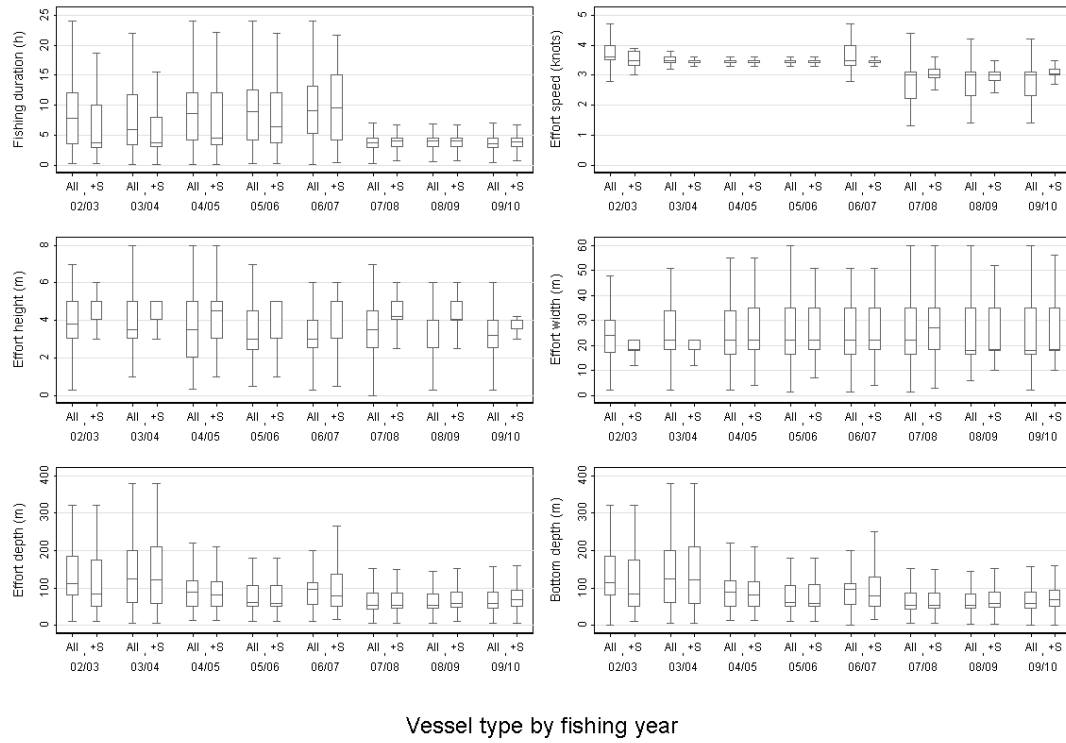 Fishing duration (h)
25
20
15
10
5
0
All +S All +S All +S All +S All +S All +S All +S All +S
02/03 03/04 04/05 05/06 06/07 07/08 08/09 09/10
Effort speed (knots)
5
4
3
2
1
0
All +S All +S All +S All +S All +S All +S All +S All +S
02/03 03/04 04/05 05/06 06/07 07/08 08/09 09/10
Effort height (m)
8
6
4
2
0
All +S All +S All +S All +S All +S All +S All +S All +S
02/03 03/04 04/05 05/06 06/07 07/08 08/09 09/10
Effort width (m)
60
50
40
30
20
10
0
All +S All +S All +S All +S All +S All +S All +S All +S
02/03 03/04 04/05 05/06 06/07 07/08 08/09 09/10
Effort depth (m)
400
300
200
100
0
All +S All +S All +S All +S All +S All +S All +S All +S
02/03 03/04 04/05 05/06 06/07 07/08 08/09 09/10
Bottom depth (m)
400
300
200
100
0
All +S All +S All +S All +S All +S All +S All +S All +S
02/03 03/04 04/05 05/06 06/07 07/08 08/09 09/10
Vessel type by fishing year